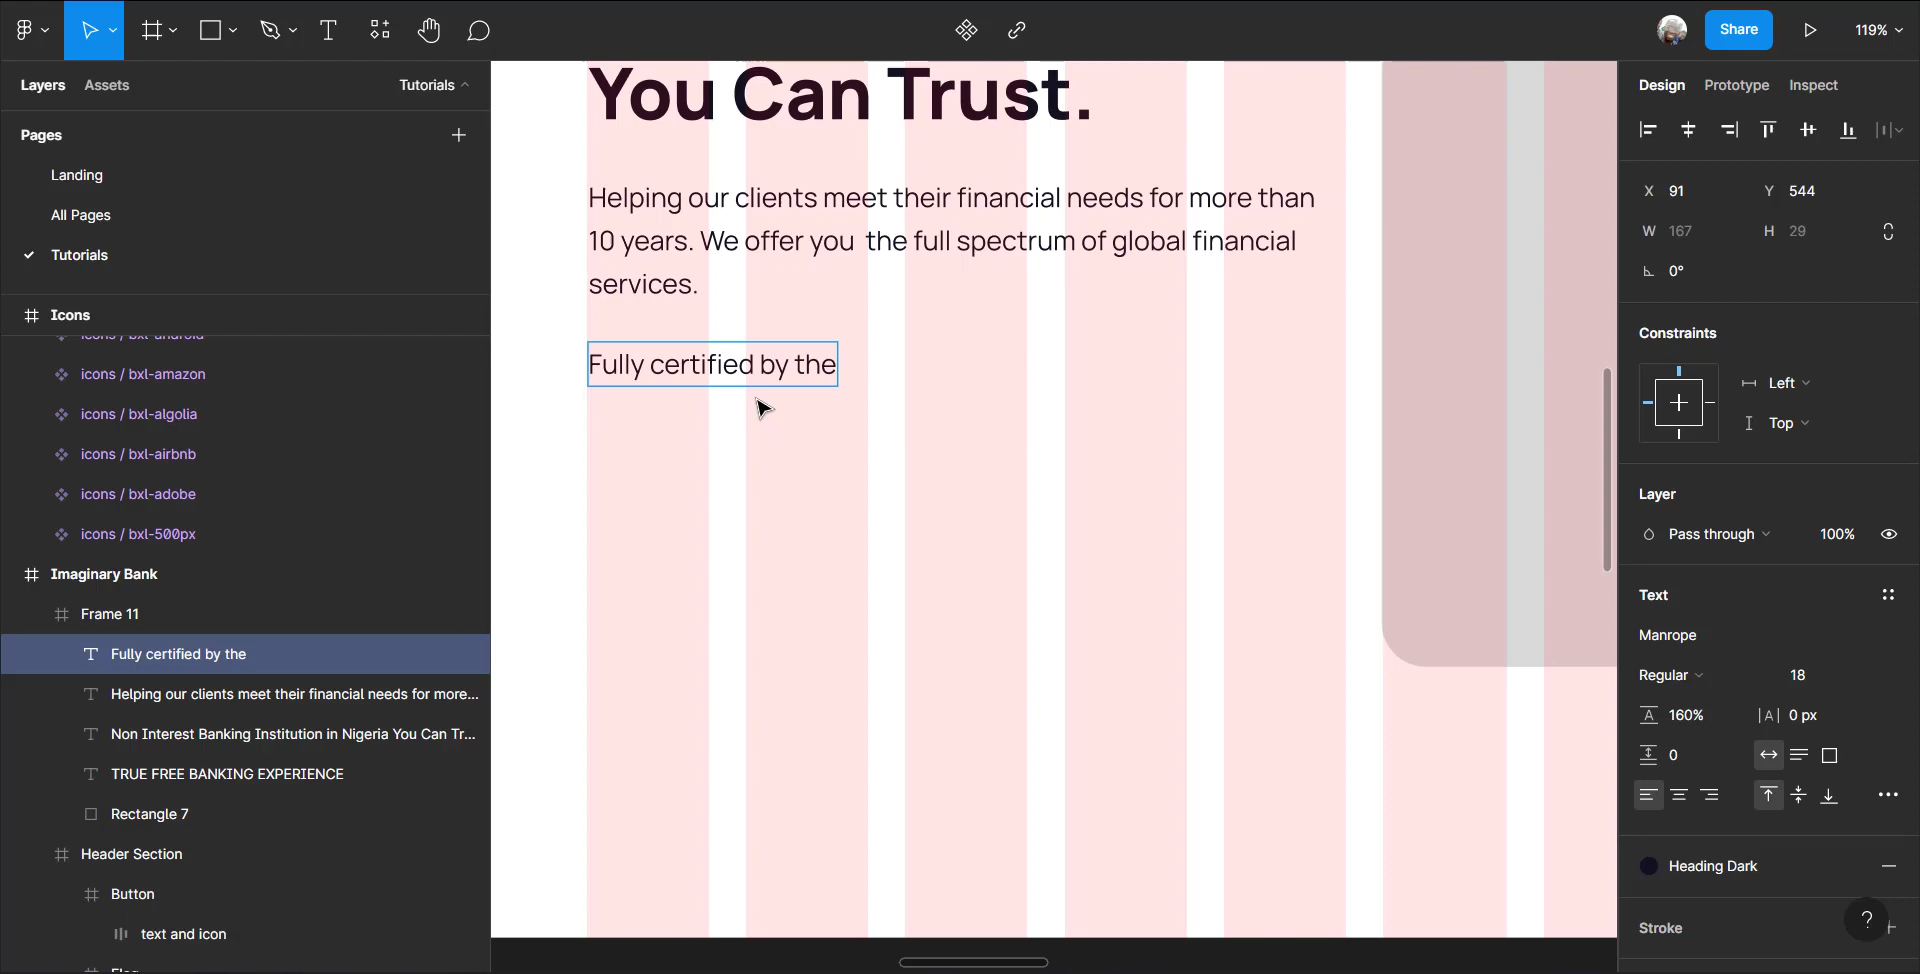 Share
119%
Layers
Assets
Tutorials
Pages
Landing
All Pages
Tutorials
Icons
icons / bxl-android
icons / bxl-amazon
icons / bxl-algolia
icons / bxl-airbnb
icons / bxl-adobe
icons / bxl-500px
Imaginary Bank
Frame 11
Fully certified by the
Helping our clients meet their financial needs for more...
Non Interest Banking Institution in Nigeria You Can Tr...
TRUE FREE BANKING EXPERIENCE
Rectangle 7
Header Section
Button
text and icon
You Can Trust.
Helping our clients meet their financial needs for more than
10 years. We offer you  the full spectrum of global financial
services.
Fully certified by the
Design
Prototype
Inspect
X 91
Y 544
W 167
H 29
0°
Constraints
Left
Top
Layer
Pass through
100%
Text
Manrope
Regular
18
160%
|A| 0 px
0
Heading Dark
Stroke
?